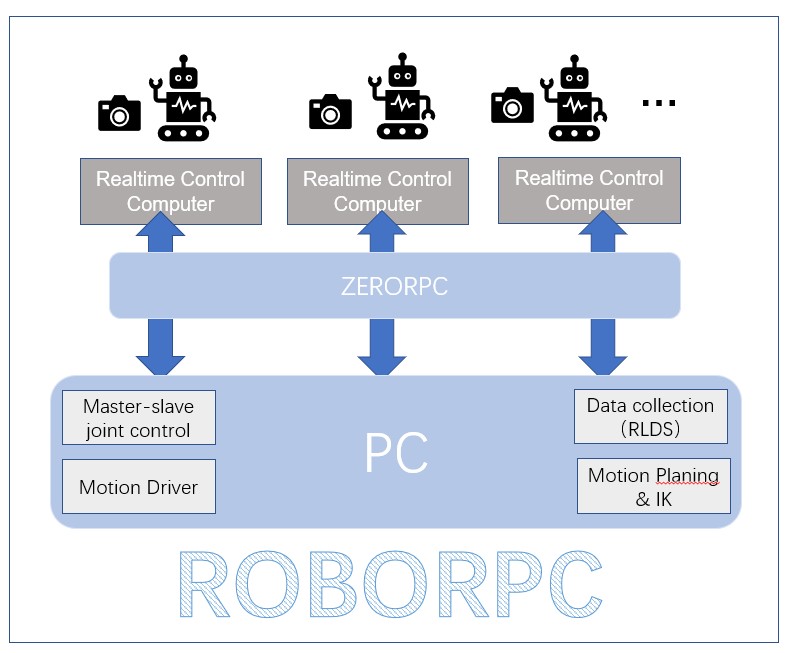 ...
Realtime Control
Computer
Realtime Control
Computer
Realtime Control
Computer
ZERORPC
Master-slave
joint control
Motion Driver
PC
Data collection
（RLDS）
Motion Planing
& IK
ROBORPC